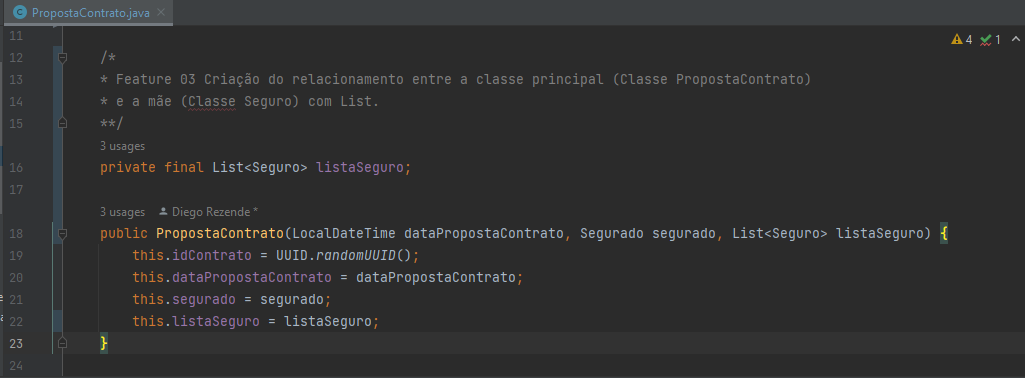 PropostaContrato.java
4 1
11
12 /*
13 * Feature 03 Criação do relacionamento entre a classe principal (Classe PropostaContrato)
14 * e a mãe (Classe Seguro) com List.
15 **/
3 usages
16 private final List<Seguro> listaSeguro;
17
3 usages Diego Rezende *
18 public PropostaContrato(LocalDateTime dataPropostaContrato, Segurado segurado, List<Seguro> listaSeguro) {
19 this.idContrato = UUID.randomUUID();
20 this.dataPropostaContrato = dataPropostaContrato;
21 this.segurado = segurado;
22 this.listaSeguro = listaSeguro;
23 }
24